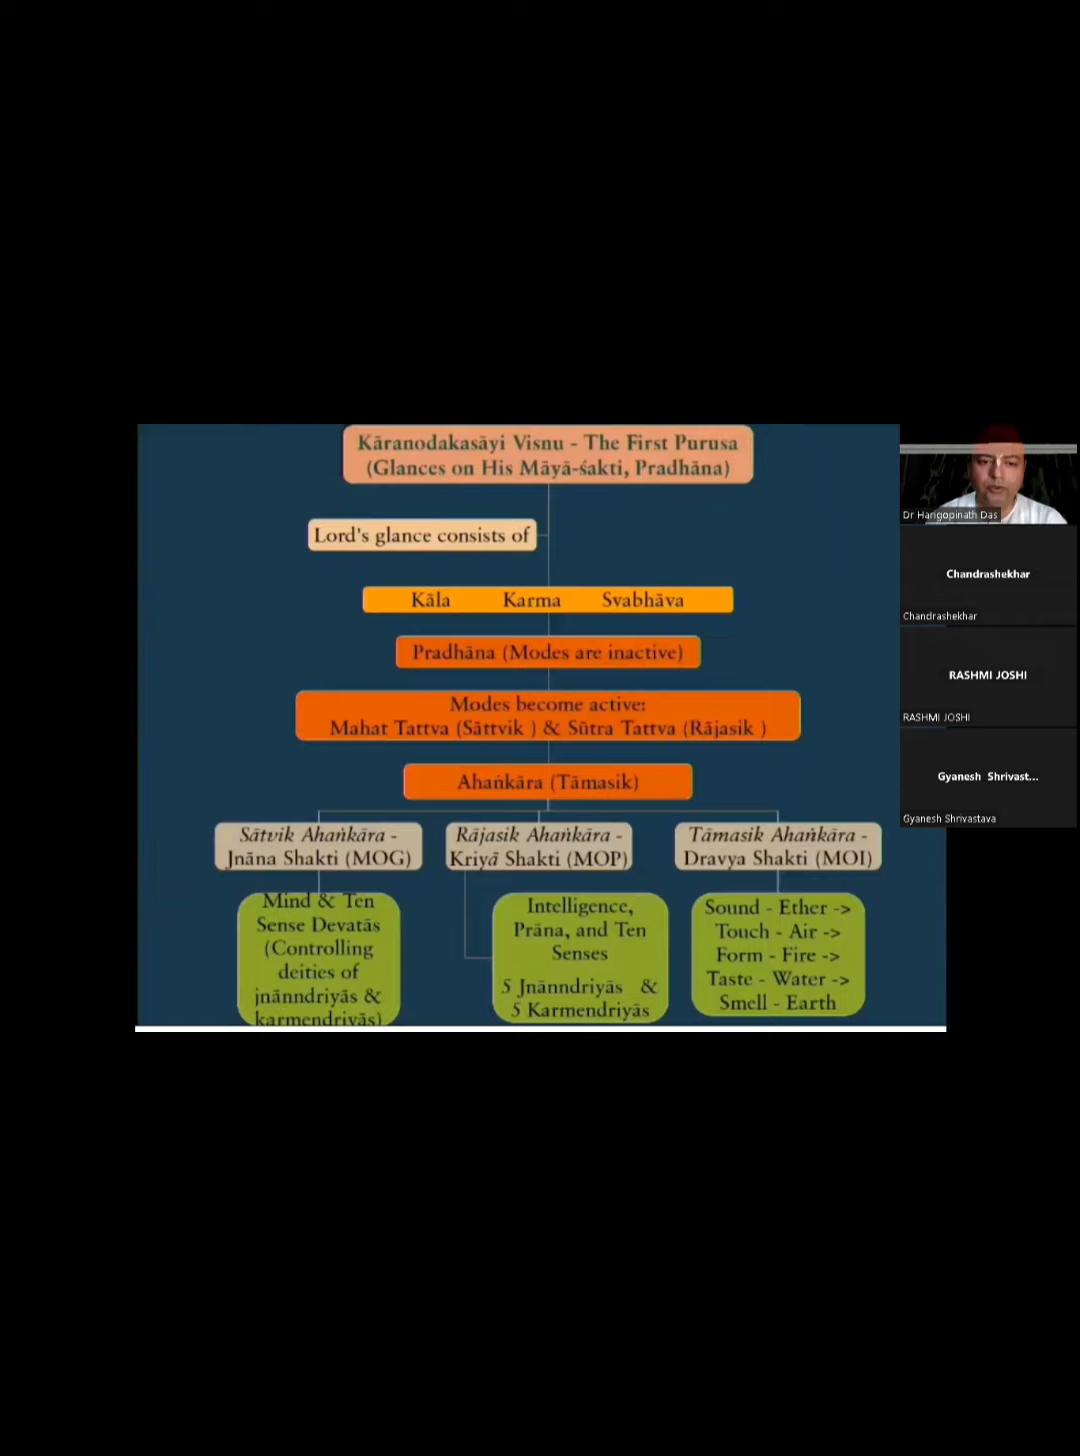 Kāranodakasāyi Visnu - The First Purusa
(Glances on His Māyā-śakti, Pradhāna)
Lord's glance consists of
Kāla Karma Svabhāva
Pradhāna (Modes are inactive)
Modes become active:
Mahat Tattva (Sāttvik ) & Sūtra Tattva (Rājasik )
Ahaṅkāra (Tāmasik)
Sātvik Ahaṅkāra -
Jnāna Shakti (MOG)
Mind & Ten
Sense Devatās
(Controlling
deities of
jnānndriyās &
karmendriyās)
Rājasik Ahaṅkāra -
Kriyā Shakti (MOP)
Intelligence,
Prāna, and Ten
Senses
5 Jnānndriyās &
5 Karmendriyās
Tāmasik Ahaṅkāra -
Dravya Shakti (MOI)
Sound - Ether ->
Touch - Air ->
Form - Fire ->
Taste - Water ->
Smell - Earth
Dr Harigopinath Das
Chandrashekhar
Chandrashekhar
RASHMI JOSHI
RASHMI JOSHI
Gyanesh Shrivast...
Gyanesh Shrivastava